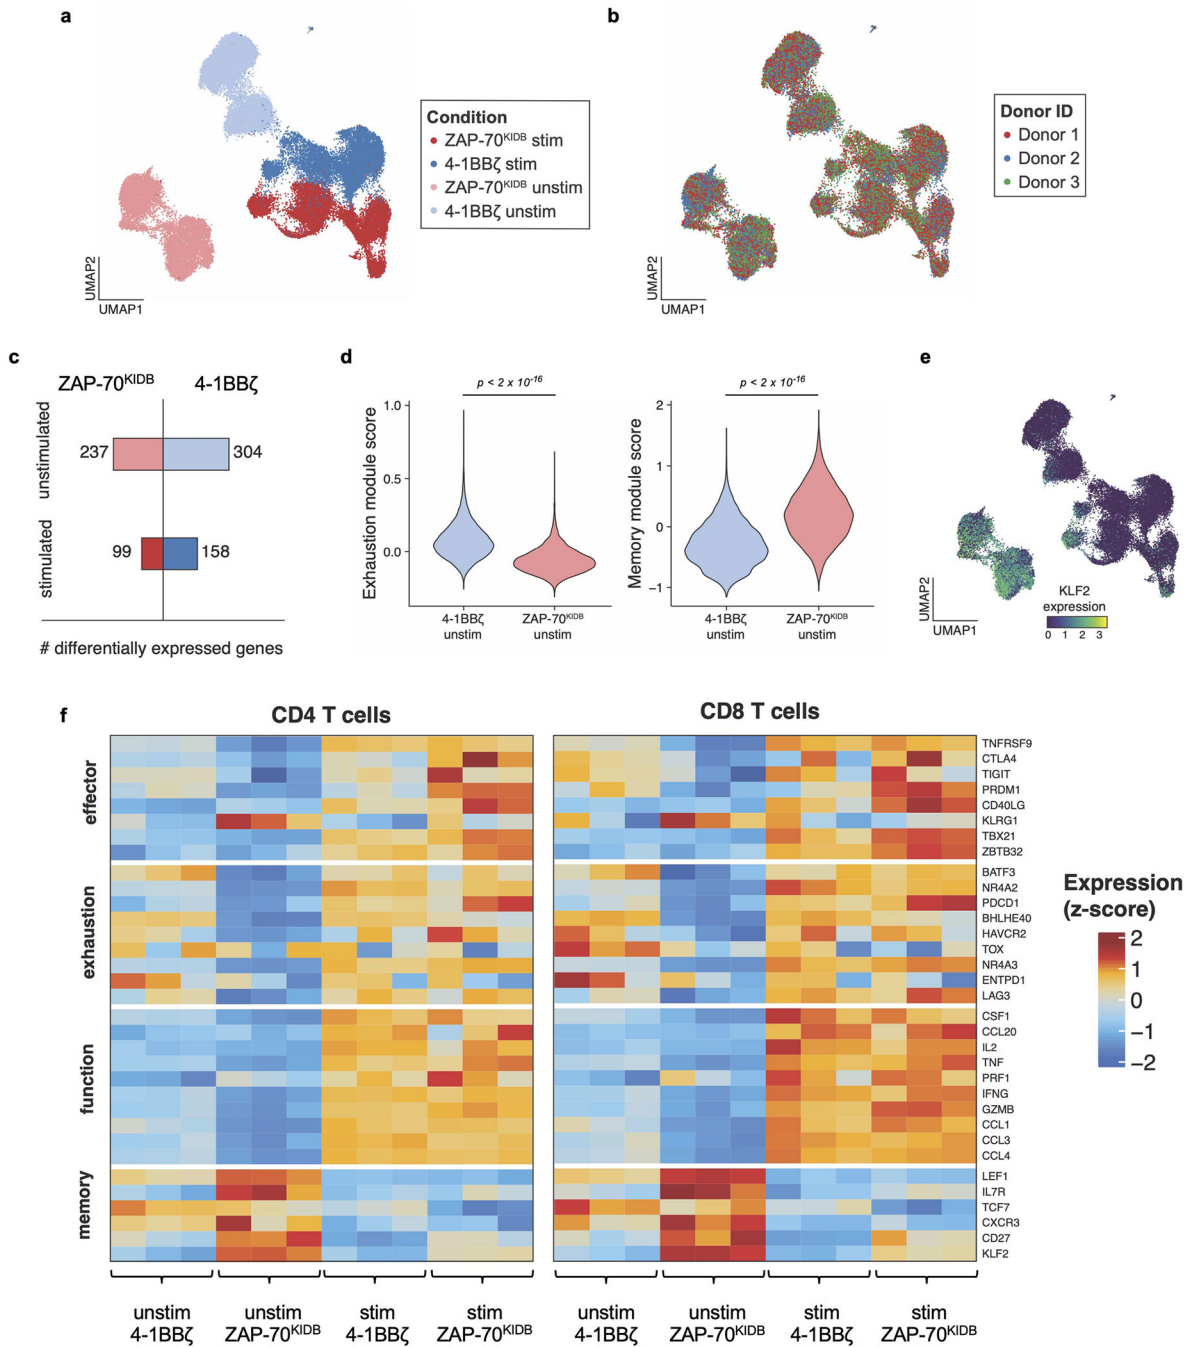 a
Condition
ZAP-70KIDB stim
4-1BBζ stim
ZAP-70KIDB unstim
4-1BBζ unstim
UMAP2
UMAP1
b
Donor ID
Donor 1
Donor 2
Donor 3
UMAP2
UMAP1
c
ZAP-70KIDB 4-1BBζ
unstimulated
237 304
stimulated
99 158
# differentially expressed genes
d
p < 2 x 10-16
Exhaustion module score
1.0
0.5
0.0
4-1BBζ unstim
ZAP-70KIDB unstim
p < 2 x 10-16
Memory module score
2
1
0
−1
4-1BBζ unstim
ZAP-70KIDB unstim
e
UMAP2
UMAP1
KLF2
expression
0 1 2 3
f
CD4 T cells
CD8 T cells
effector
TNFRSF9
CTLA4
TIGIT
PRDM1
CD40LG
KLRG1
TBX21
ZBTB32
exhaustion
BATF3
NR4A2
PDCD1
BHLHE40
HAVCR2
TOX
NR4A3
ENTPD1
LAG3
function
CSF1
CCL20
IL2
TNF
PRF1
IFNG
GZMB
CCL1
CCL3
CCL4
memory
LEF1
IL7R
TCF7
CXCR3
CD27
KLF2
Expression
(z-score)
2
1
0
−1
−2
unstim unstim stim stim unstim unstim stim stim
4-1BBζ ZAP-70KIDB 4-1BBζ ZAP-70KIDB 4-1BBζ ZAP-70KIDB 4-1BBζ ZAP-70KIDB